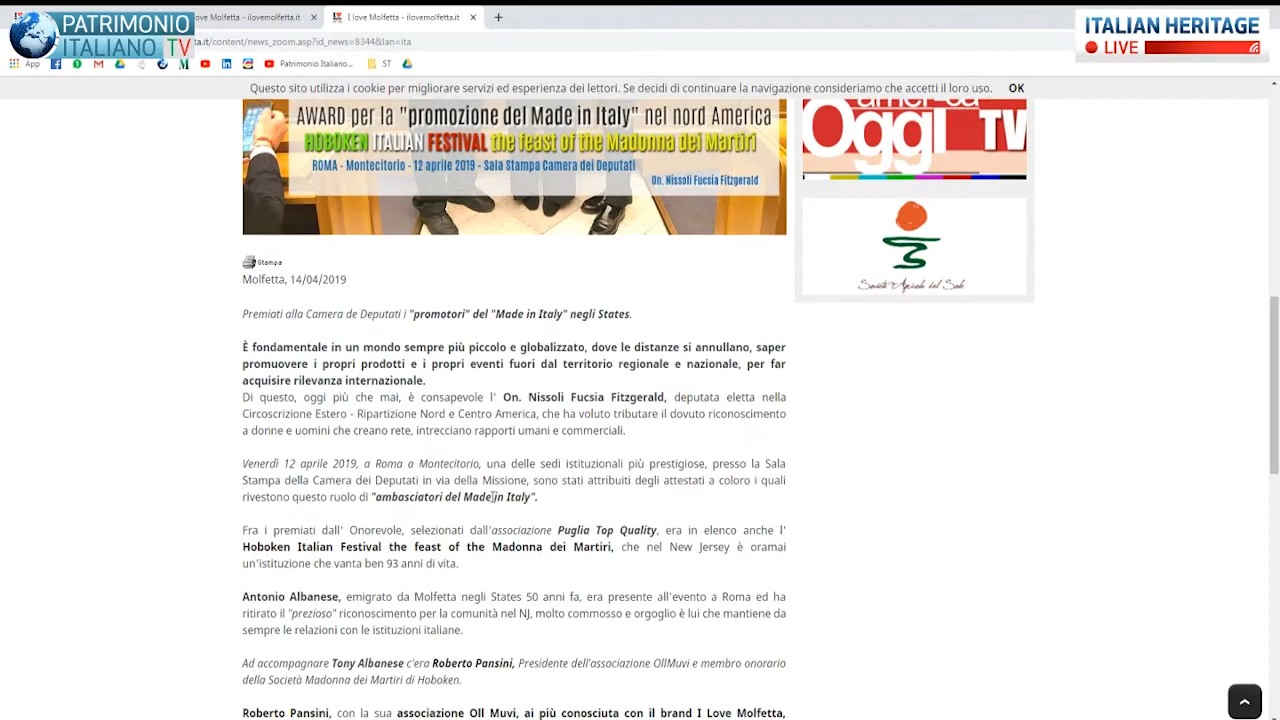 PATRIMONIO
ITALIANO TV
ove Molfetta - ilovemolfetta.it
I love Molfetta - ilovemolfetta.it
ITALIAN HERITAGE
LIVE
ta.it/content/news_zoom.asp?id_news=8344&lan=ita
App
Patrimonio Italiano...
ST
Questo sito utilizza i cookie per migliorare servizi ed esperienza dei lettori. Se decidi di continuare la navigazione consideriamo che accetti il loro uso. OK
AWARD per la "promozione del Made in Italy" nel nord America
HOBOKEN ITALIAN FESTIVAL the feast of the Madonna dei Martiri
ROMA - Montecitorio - 12 aprile 2019 - Sala Stampa Camera dei Deputati
On. Nissoli Fucsia Fitzgerald
america
Oggi TV
Società Agricola del Sole
Stampa
Molfetta, 14/04/2019
Premiati alla Camera de Deputati i "promotori" del "Made in Italy" negli States.
È fondamentale in un mondo sempre più piccolo e globalizzato, dove le distanze si annullano, saper
promuovere i propri prodotti e i propri eventi fuori dal territorio regionale e nazionale, per far
acquisire rilevanza internazionale.
Di questo, oggi più che mai, è consapevole l' On. Nissoli Fucsia Fitzgerald, deputata eletta nella
Circoscrizione Estero - Ripartizione Nord e Centro America, che ha voluto tributare il dovuto riconoscimento
a donne e uomini che creano rete, intrecciano rapporti umani e commerciali.
Venerdì 12 aprile 2019, a Roma a Montecitorio, una delle sedi istituzionali più prestigiose, presso la Sala
Stampa della Camera dei Deputati in via della Missione, sono stati attribuiti degli attestati a coloro i quali
rivestono questo ruolo di "ambasciatori del Made in Italy".
Fra i premiati dall' Onorevole, selezionati dall'associazione Puglia Top Quality, era in elenco anche l'
Hoboken Italian Festival the feast of the Madonna dei Martiri, che nel New Jersey è oramai
un'istituzione che vanta ben 93 anni di vita.
Antonio Albanese, emigrato da Molfetta negli States 50 anni fa, era presente all'evento a Roma ed ha
ritirato il "prezioso" riconoscimento per la comunità nel NJ, molto commosso e orgoglio è lui che mantiene da
sempre le relazioni con le istituzioni italiane.
Ad accompagnare Tony Albanese c'era Roberto Pansini, Presidente dell'associazione OllMuvi e membro onorario
della Società Madonna dei Martiri di Hoboken.
Roberto Pansini, con la sua associazione Oll Muvi, ai più conosciuta con il brand I Love Molfetta,